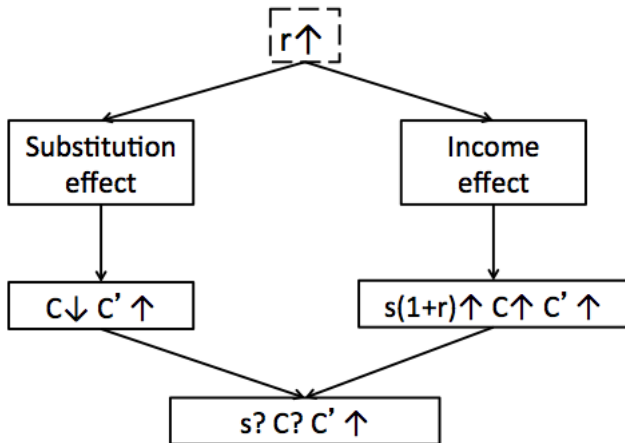 r↑
Substitution
effect
Income
effect
C↓ C’ ↑
s(1+r)↑ C↑ C’ ↑
s? C? C’ ↑